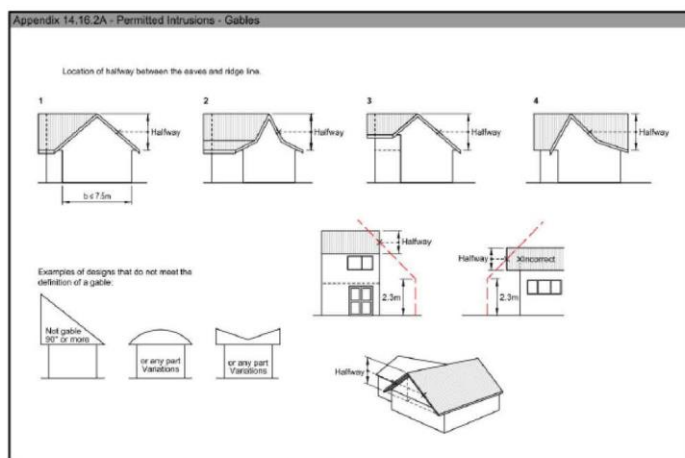 Appendix 14.16.2A - Permitted Intrusions - Gables
Location of halfway between the eaves and ridge line.
1
2
3
4
Halfway
Halfway
Halfway
Halfway
b ≤ 7.5m
Halfway
2.3m
Halfway
Incorrect
2.3m
Examples of designs that do not meet the
definition of a gable:
Not gable
90° or more
or any part
Variations
or any part
Variations
Halfway